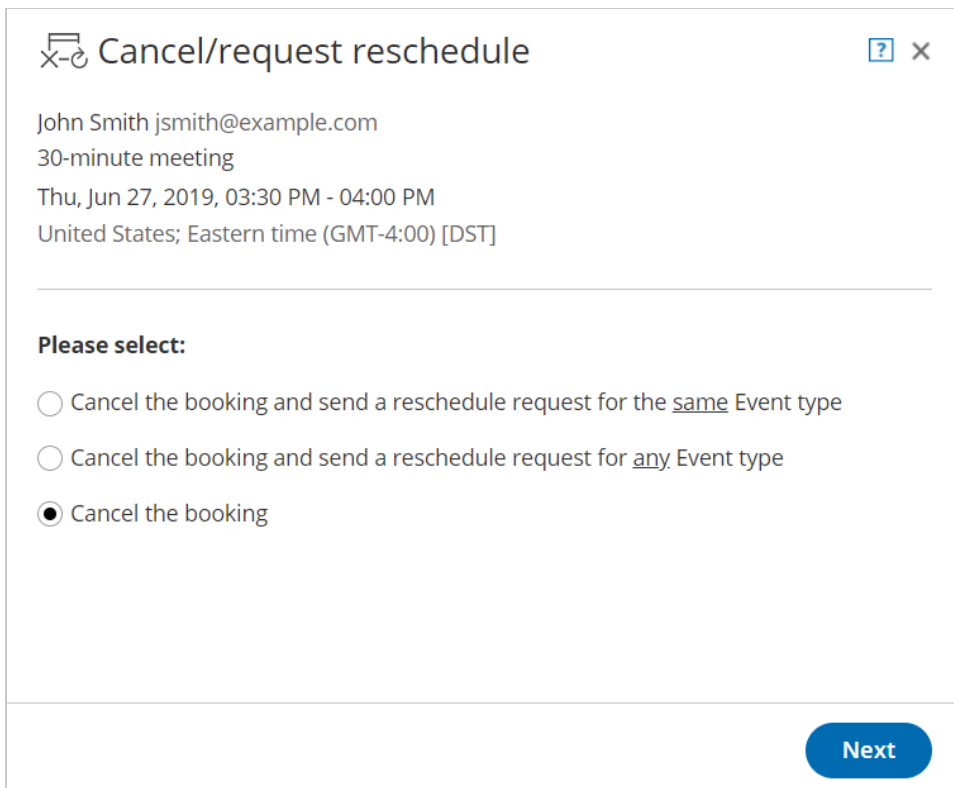 Cancel/request reschedule
?
John Smith jsmith@example.com
30-minute meeting
Thu, Jun 27, 2019, 03:30 PM - 04:00 PM
United States; Eastern time (GMT-4:00) [DST]
Please select:
Cancel the booking and send a reschedule request for the same Event type
Cancel the booking and send a reschedule request for any Event type
Cancel the booking
Next